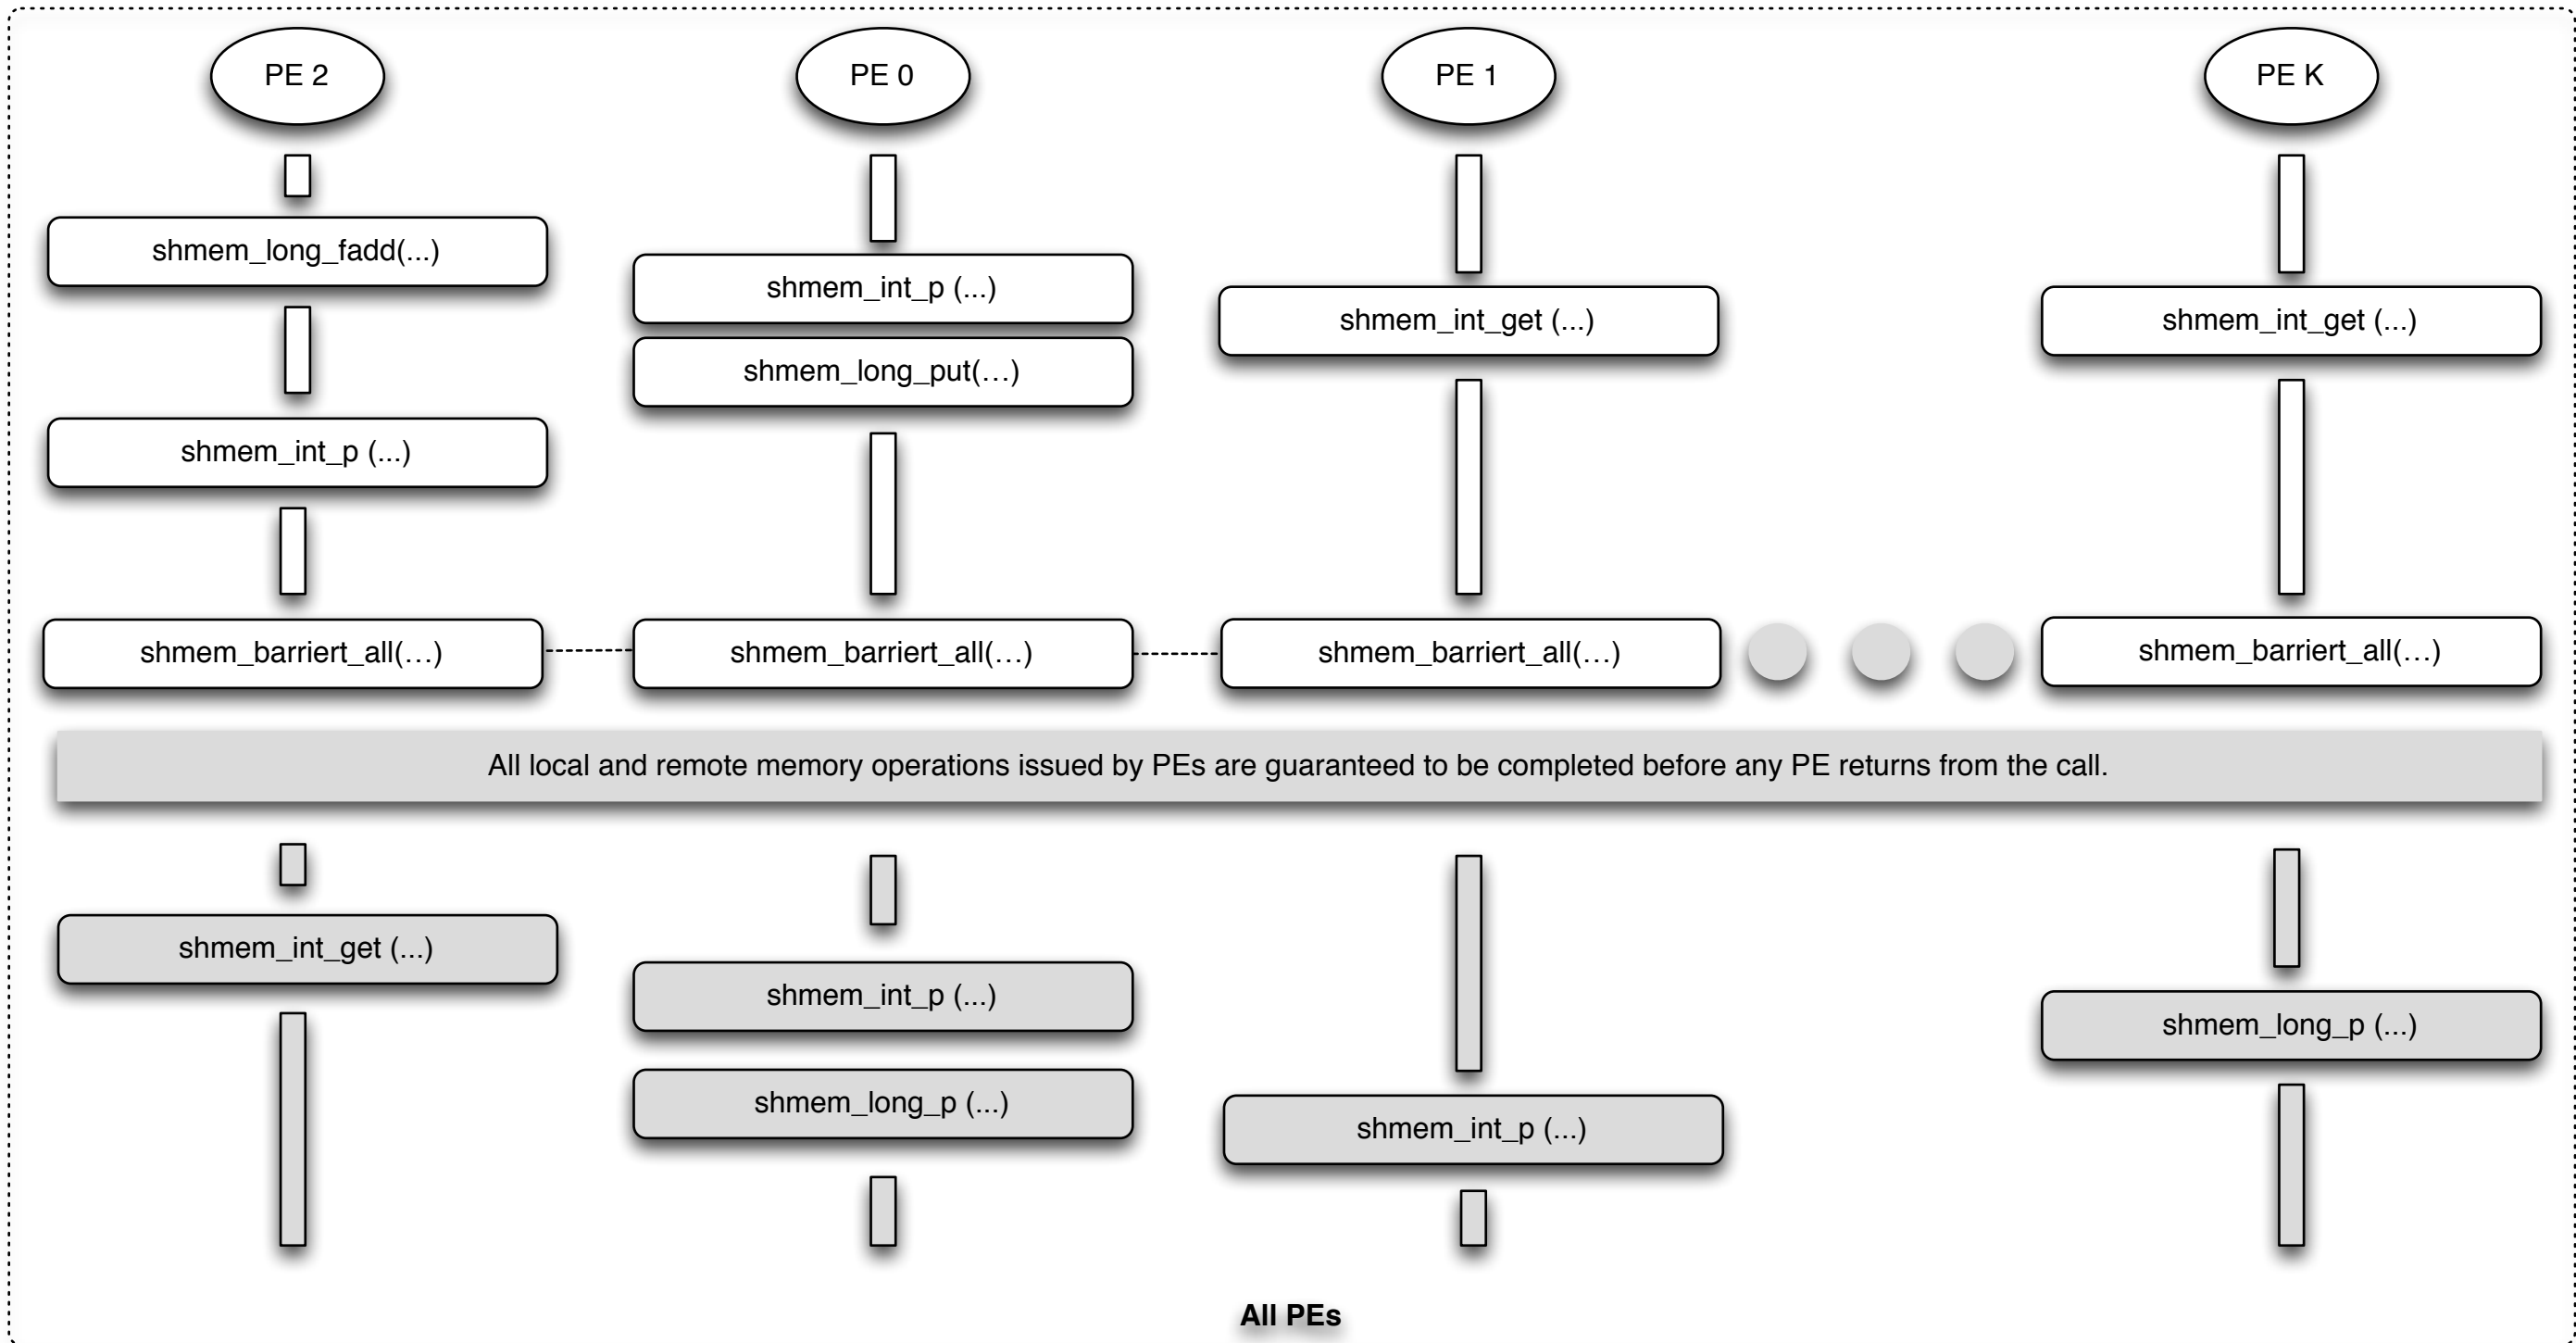 PE 2
PE 0
PE 1
PE K
shmem_long_fadd(...)
shmem_int_p (...)
shmem_int_get (...)
shmem_int_get (...)
shmem_long_put(…)
shmem_int_p (...)
shmem_barriert_all(…)
shmem_barriert_all(…)
shmem_barriert_all(…)
shmem_barriert_all(…)
All local and remote memory operations issued by PEs are guaranteed to be completed before any PE returns from the call.
shmem_int_get (...)
shmem_int_p (...)
shmem_long_p (...)
shmem_long_p (...)
shmem_int_p (...)
All PEs